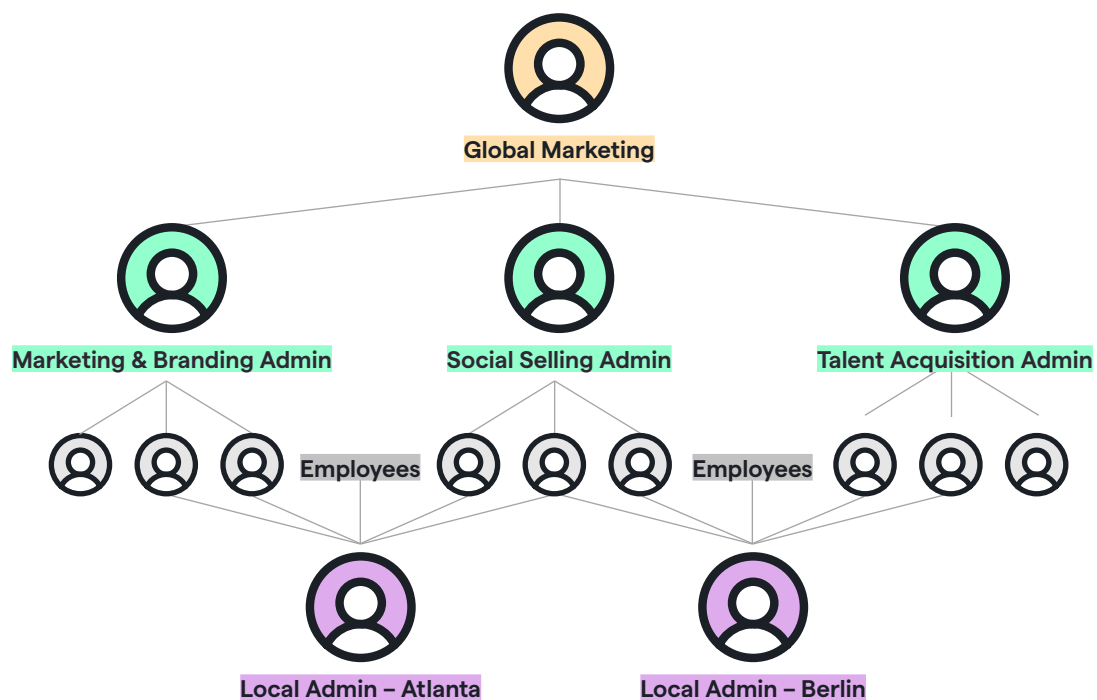 Global Marketing
Marketing & Branding Admin
Social Selling Admin
Talent Acquisition Admin
Employees
Employees
Local Admin – Atlanta
Local Admin – Berlin